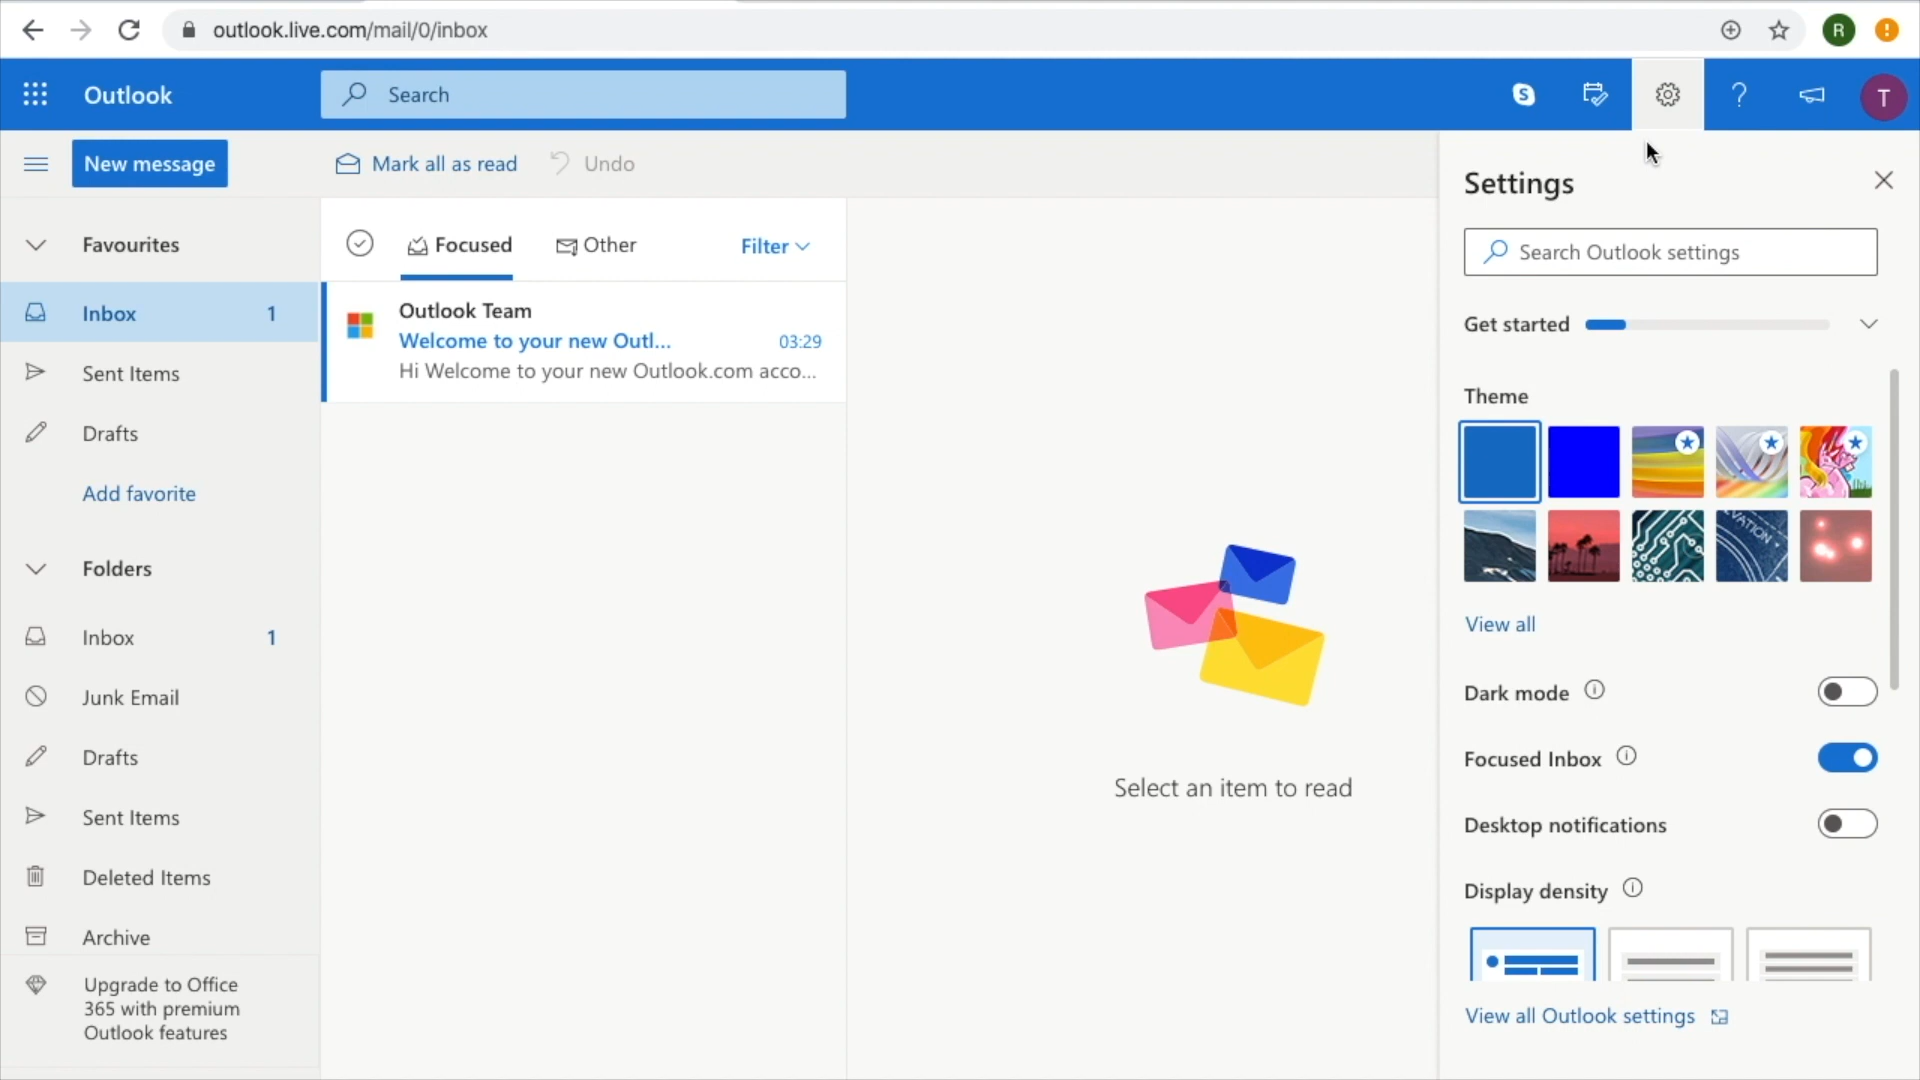 outlook.live.com/mail/0/inbox
R
Outlook
Search
S
?
T
New message
Mark all as read
Undo
Favourites
Inbox 1
Sent Items
Drafts
Add favorite
Folders
Inbox 1
Junk Email
Drafts
Sent Items
Deleted Items
Archive
Upgrade to Office
365 with premium
Outlook features
Focused
Other
Filter
Outlook Team
Welcome to your new Outl... 03:29
Hi Welcome to your new Outlook.com acco...
Select an item to read
Settings
Search Outlook settings
Get started
Theme
VATION
View all
Dark mode
Focused Inbox
Desktop notifications
Display density
View all Outlook settings